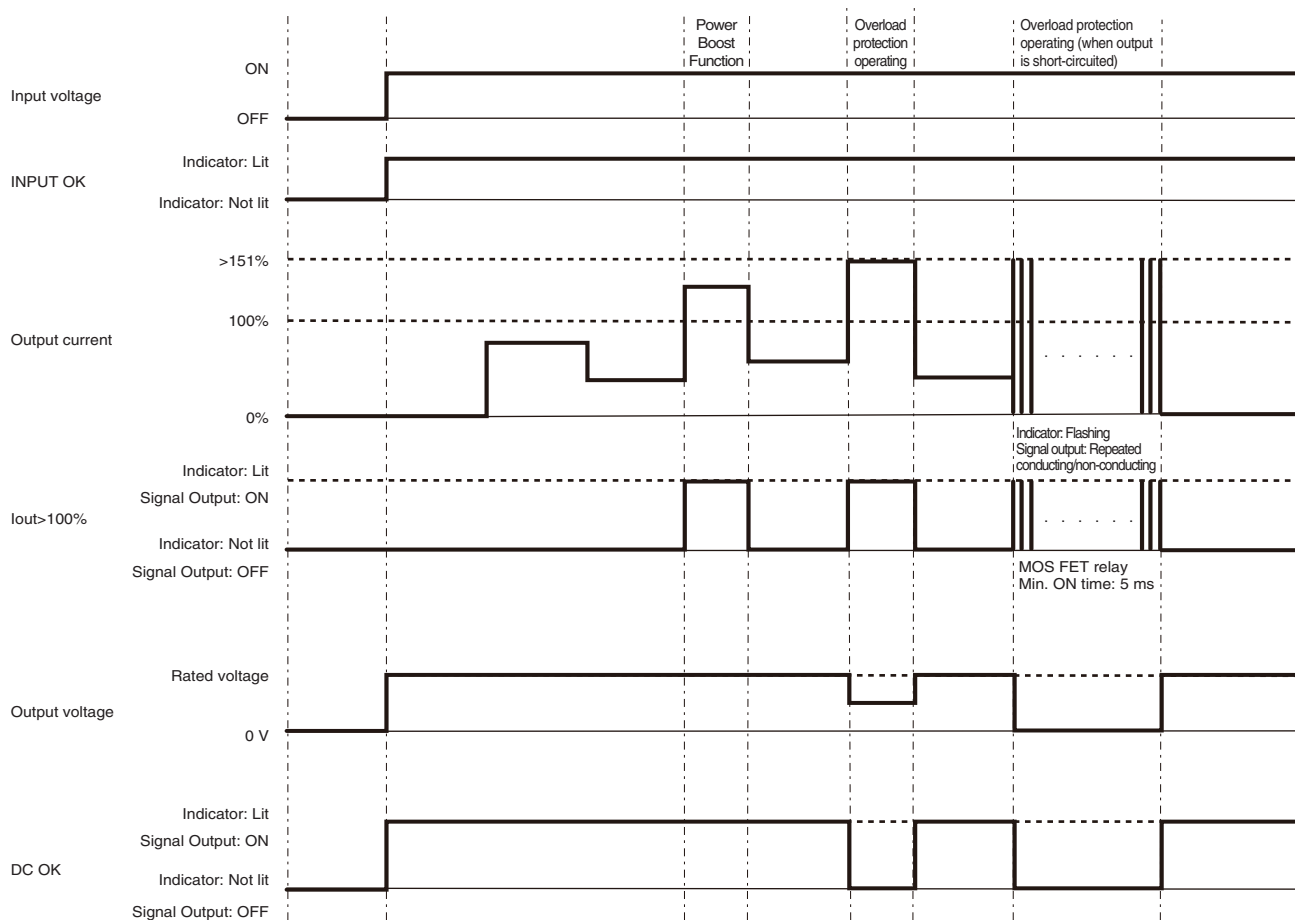 Power
Boost
Function
Overload
protection
operating
Overload protection
operating (when output
is short-circuited)
Input voltage
ON
OFF
INPUT OK
Indicator: Lit
Indicator: Not lit
Output current
>151%
100%
0%
Indicator: Flashing
Signal output: Repeated
conducting/non-conducting
Iout>100%
Indicator: Lit
Signal Output: ON
Indicator: Not lit
Signal Output: OFF
MOS FET relay
Min. ON time: 5 ms
Output voltage
Rated voltage
0 V
DC OK
Indicator: Lit
Signal Output: ON
Indicator: Not lit
Signal Output: OFF